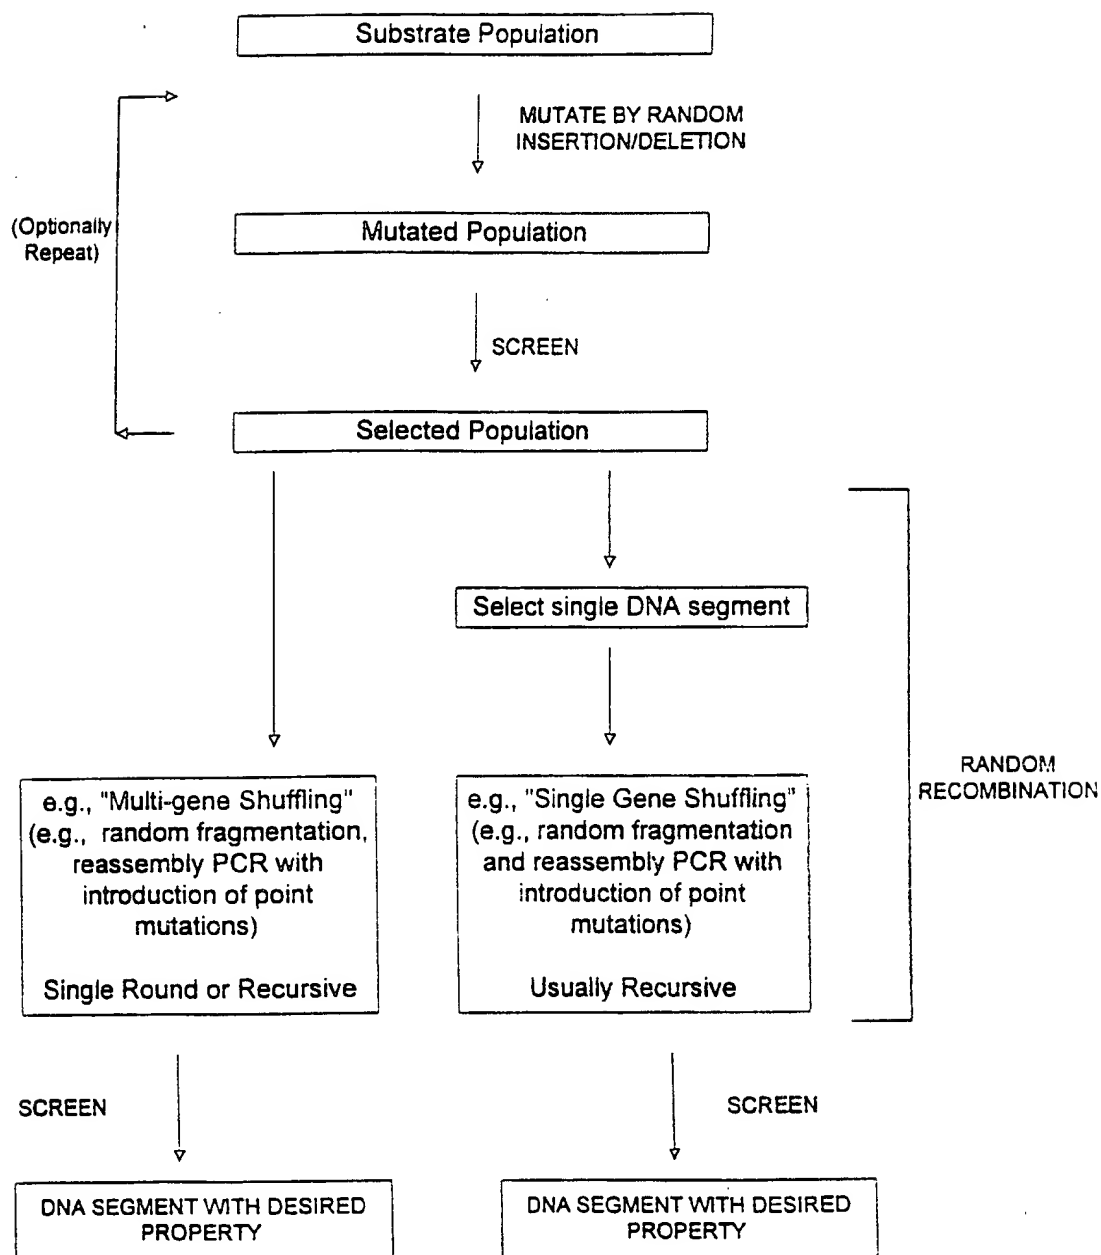 Substrate Population
MUTATE BY RANDOM
INSERTION/DELETION
(Optionally
Repeat)
Mutated Population
SCREEN
Selected Population
Select single DNA segment
RANDOM
RECOMBINATION
e.g., "Multi-gene Shuffling"
(e.g., random fragmentation,
reassembly PCR with
introduction of point
mutations)
Single Round or Recursive
e.g., "Single Gene Shuffling"
(e.g., random fragmentation
and reassembly PCR with
introduction of point
mutations)
Usually Recursive
SCREEN
SCREEN
DNA SEGMENT WITH DESIRED
PROPERTY
DNA SEGMENT WITH DESIRED
PROPERTY